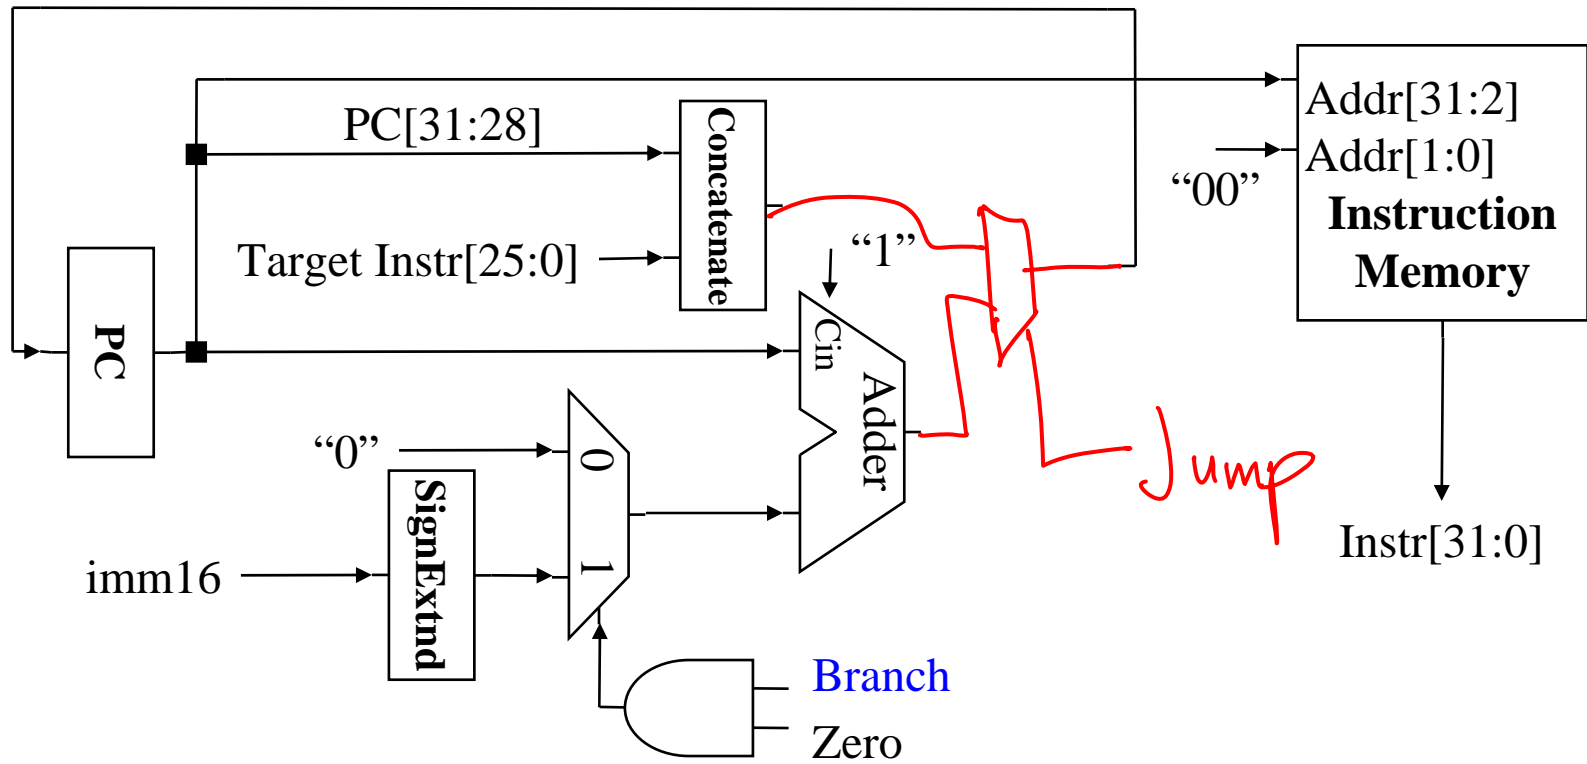 PC[31:28]
Concatenate
Addr[31:2]
Addr[1:0]
“00”
Instruction
Memory
Target Instr[25:0]
“1”
PC
Cin
Adder
“0”
0
1
SignExtnd
imm16
Jump
Instr[31:0]
Branch
Zero